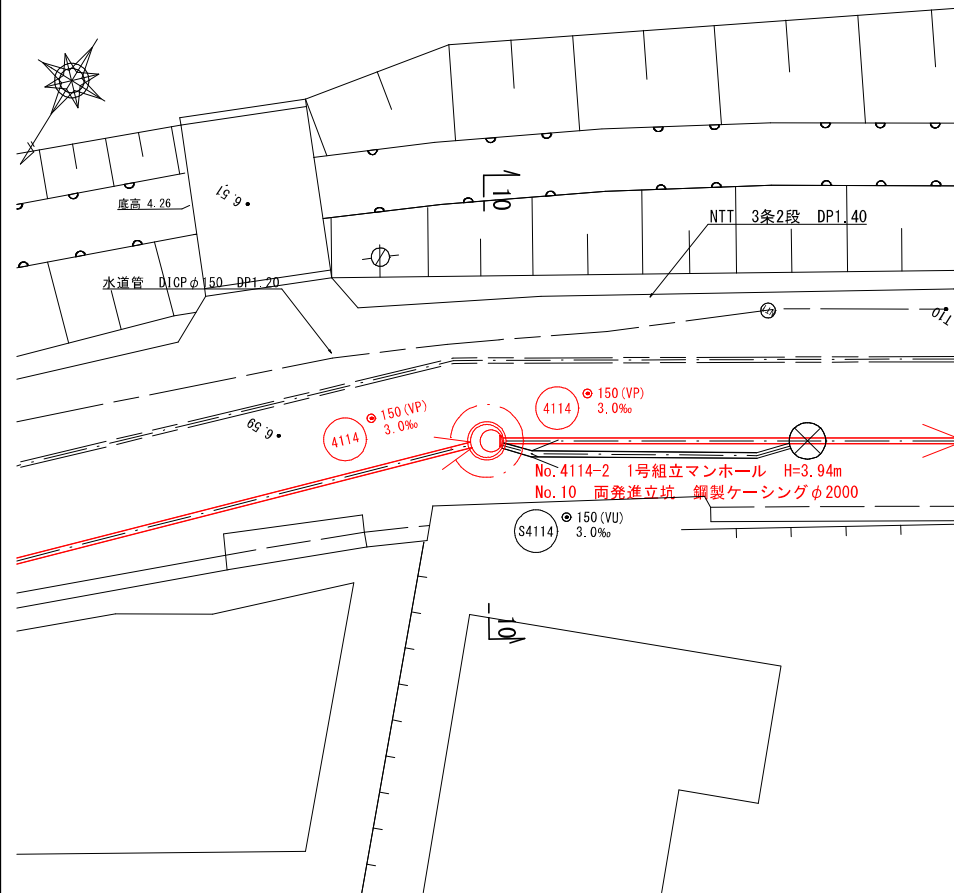 6.51
底高 4.26
10
NTT 3条2段 DP1.40
水道管 DICPφ150 DP1.20
T10
6.59
4114
150(VP)
3.0‰
4114
150(VP)
3.0‰
No.4114-2 1号組立マンホール H=3.94m
No.10 両発進立坑 鋼製ケーシングφ2000
S4114
150(VU)
3.0‰
10